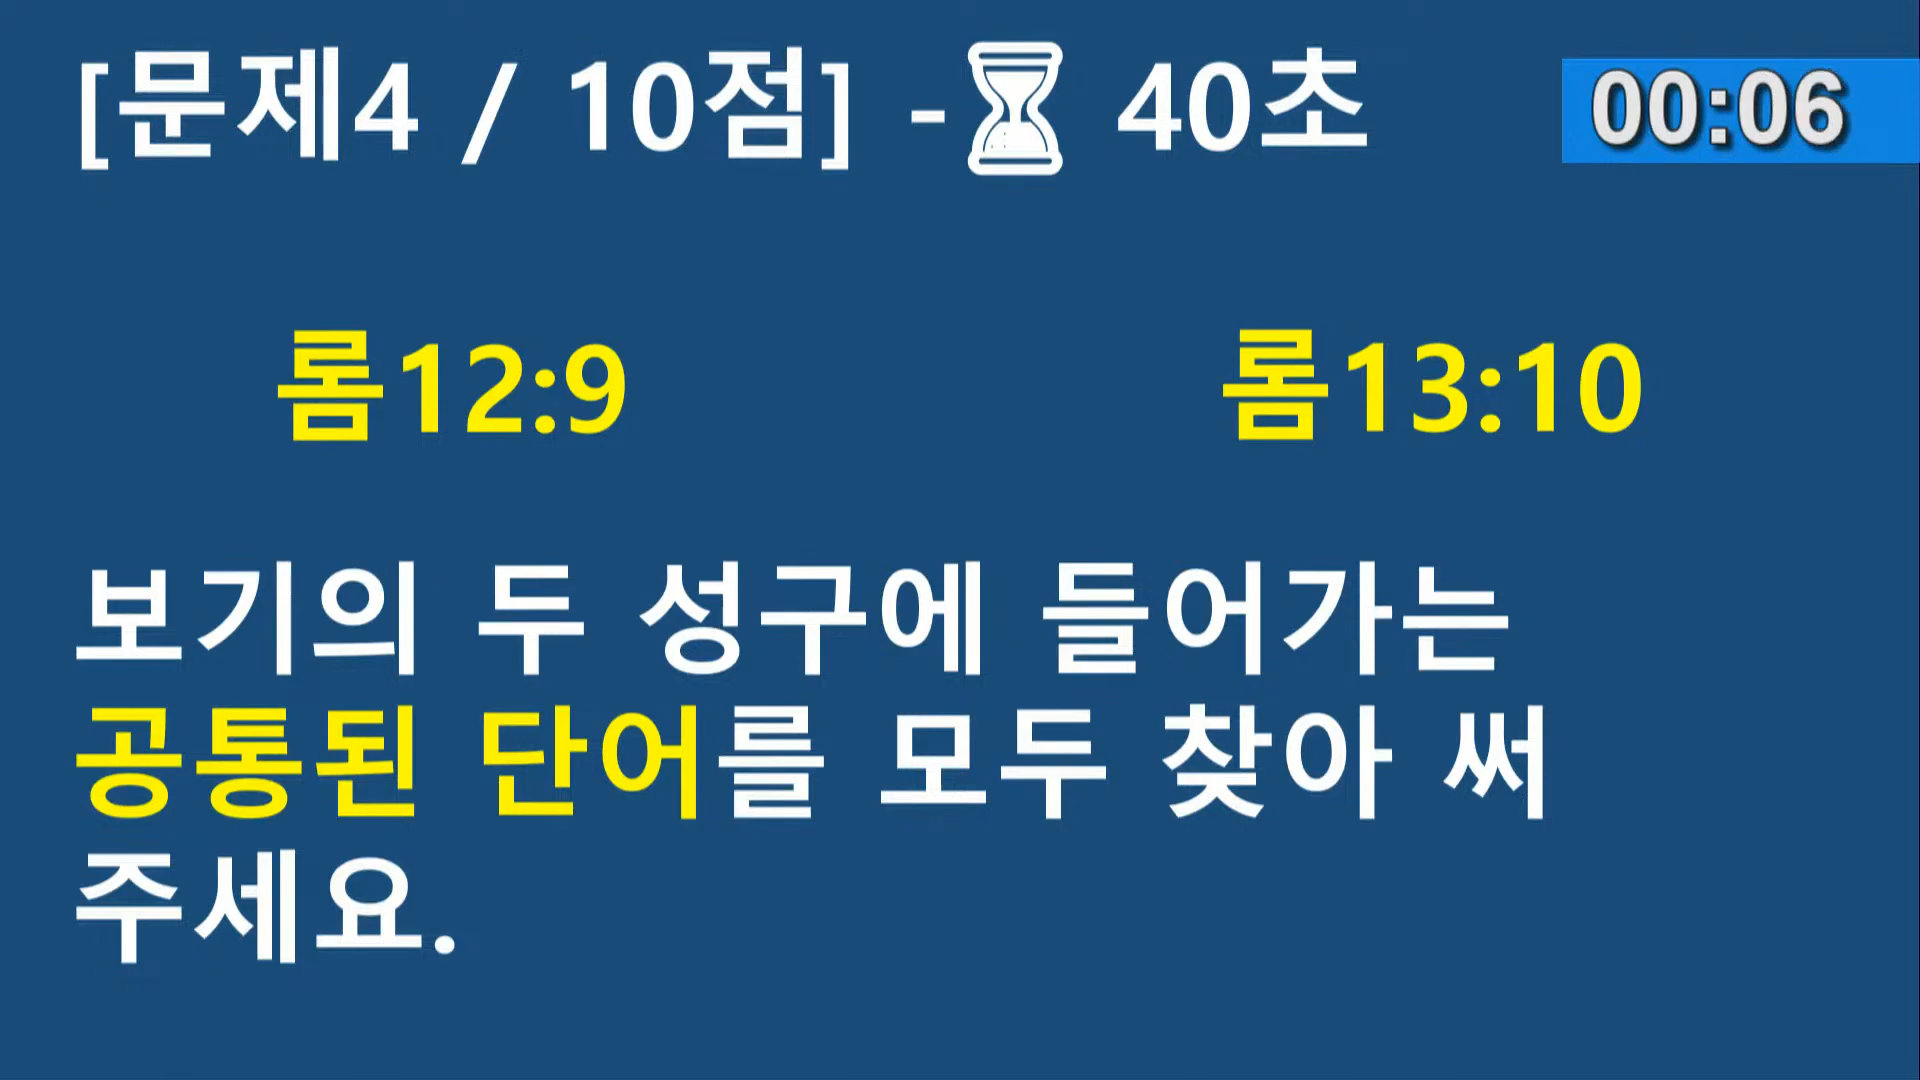 [문제4 / 10점] - 40초
00:06
롬12:9 롬13:10
보기의 두 성구에 들어가는
공통된 단어를 모두 찾아 써
주세요.